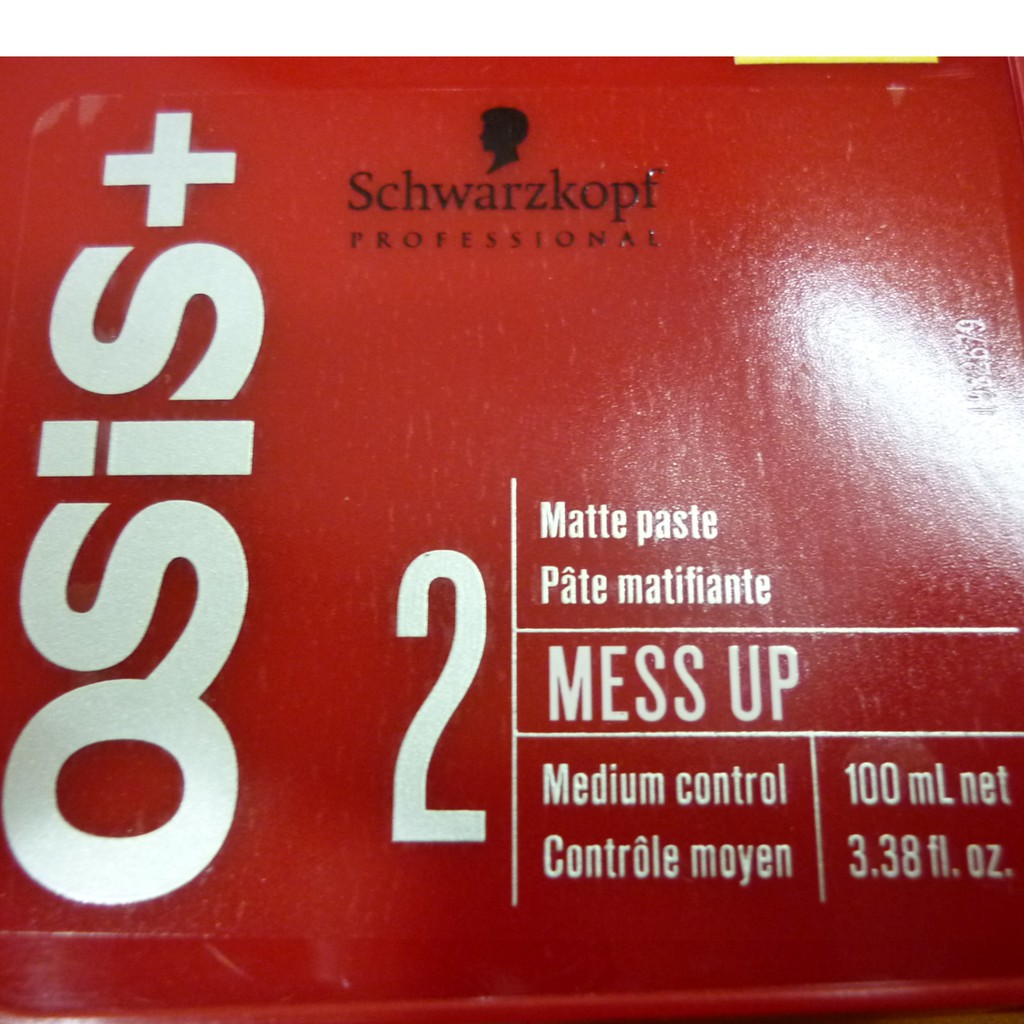 OSiS+
Schwarzkopf
PROFESSIONAL
2
Matte paste
Pâte matifiante
MESS UP
Medium control
Contrôle moyen
100 mL net
3.38 fl. oz.